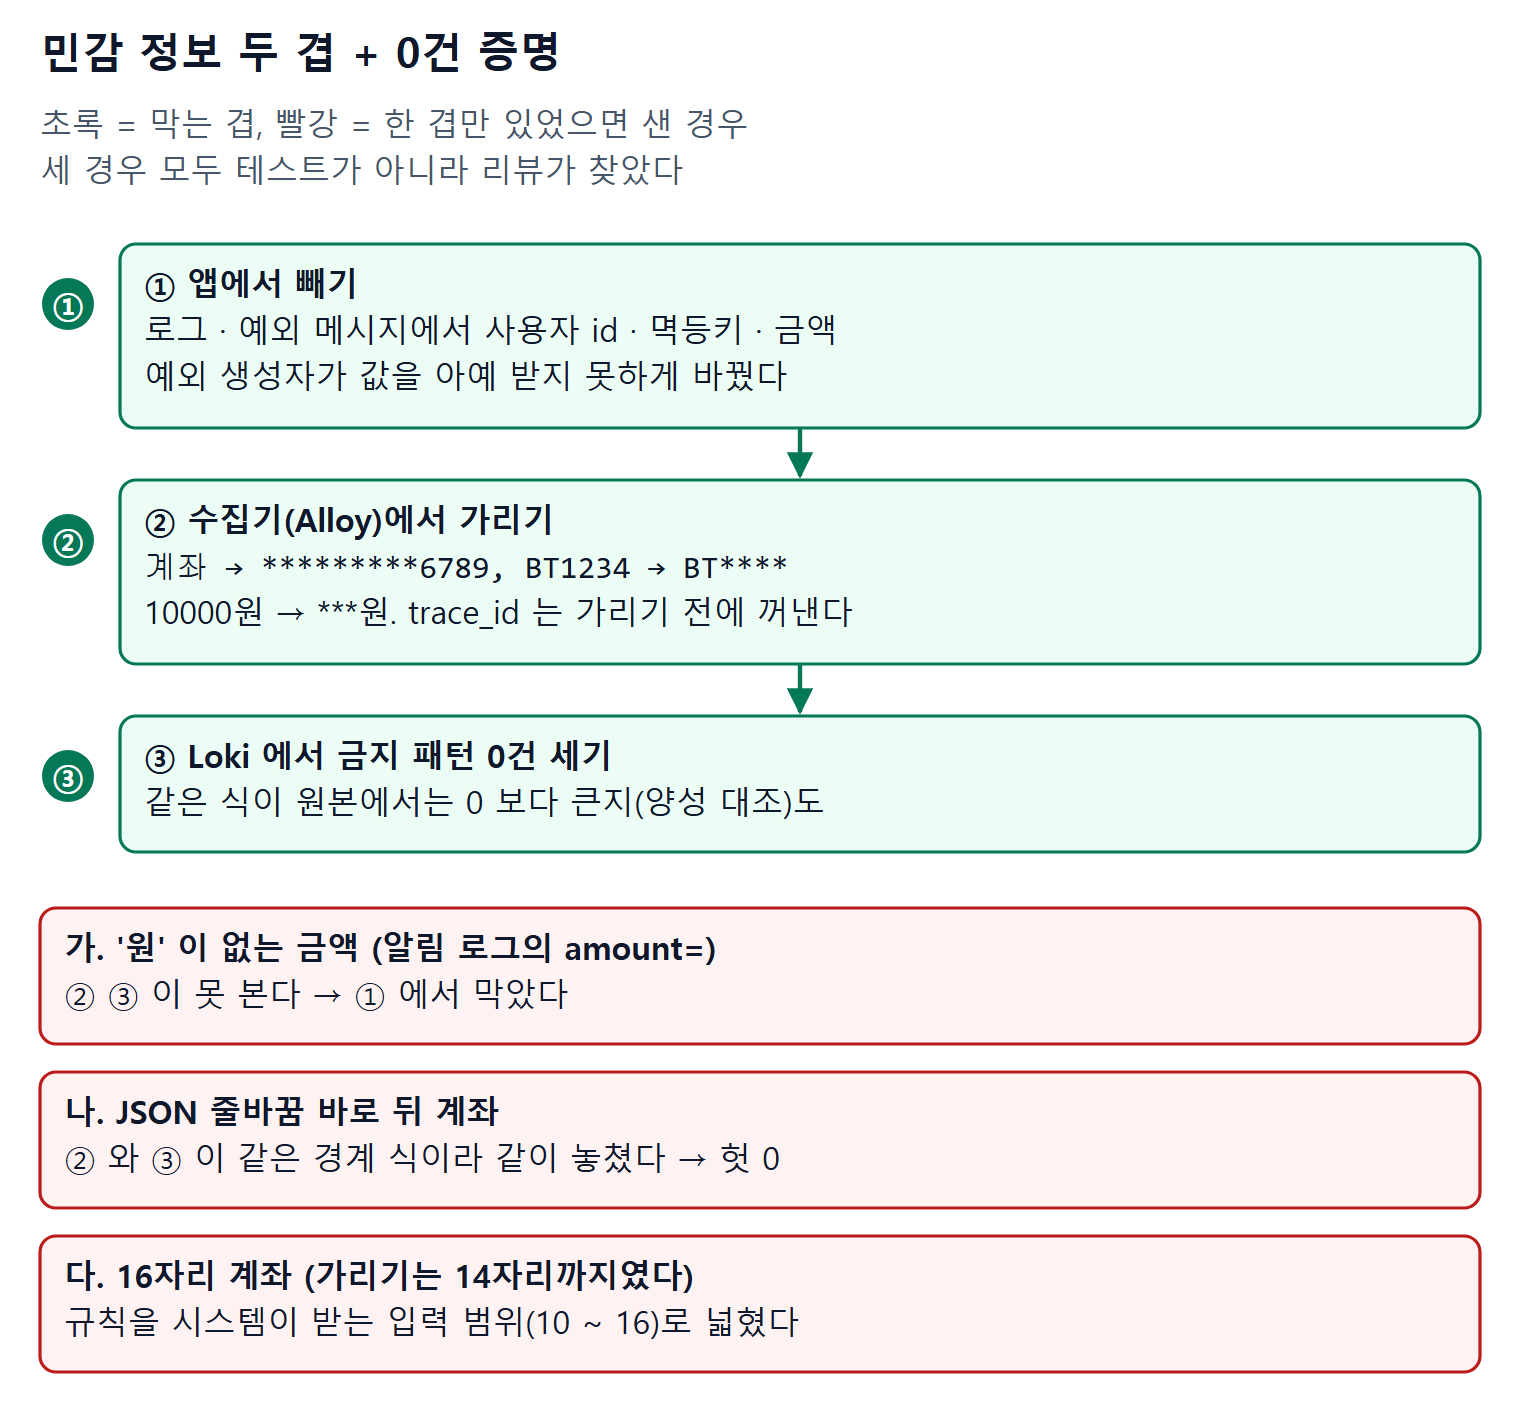 민감 정보 두 겹 + 0건 증명
초록 = 막는 겹, 빨강 = 한 겹만 있었으면 샌 경우
세 경우 모두 테스트가 아니라 리뷰가 찾았다
①
① 앱에서 빼기
로그 · 예외 메시지에서 사용자 id · 멱등키 · 금액
예외 생성자가 값을 아예 받지 못하게 바꿨다
②
② 수집기(Alloy)에서 가리기
계좌 → *********6789, BT1234 → BT****
10000원 → ***원. trace_id 는 가리기 전에 꺼낸다
③
③ Loki 에서 금지 패턴 0건 세기
같은 식이 원본에서는 0 보다 큰지(양성 대조)도
가. '원' 이 없는 금액 (알림 로그의 amount=)
② ③ 이 못 본다 → ① 에서 막았다
나. JSON 줄바꿈 바로 뒤 계좌
② 와 ③ 이 같은 경계 식이라 같이 놓쳤다 → 헛 0
다. 16자리 계좌 (가리기는 14자리까지였다)
규칙을 시스템이 받는 입력 범위(10 ~ 16)로 넓혔다